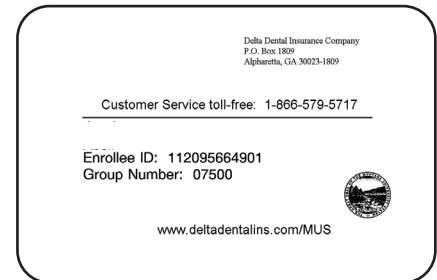 Delta Dental Insurance Company
P.O. Box 1809
Alpharetta, GA 30023-1809
Customer Service toll-free: 1-866-579-5717
Enrollee ID: 112095664901
Group Number: 07500
www.deltadentalins.com/MUS